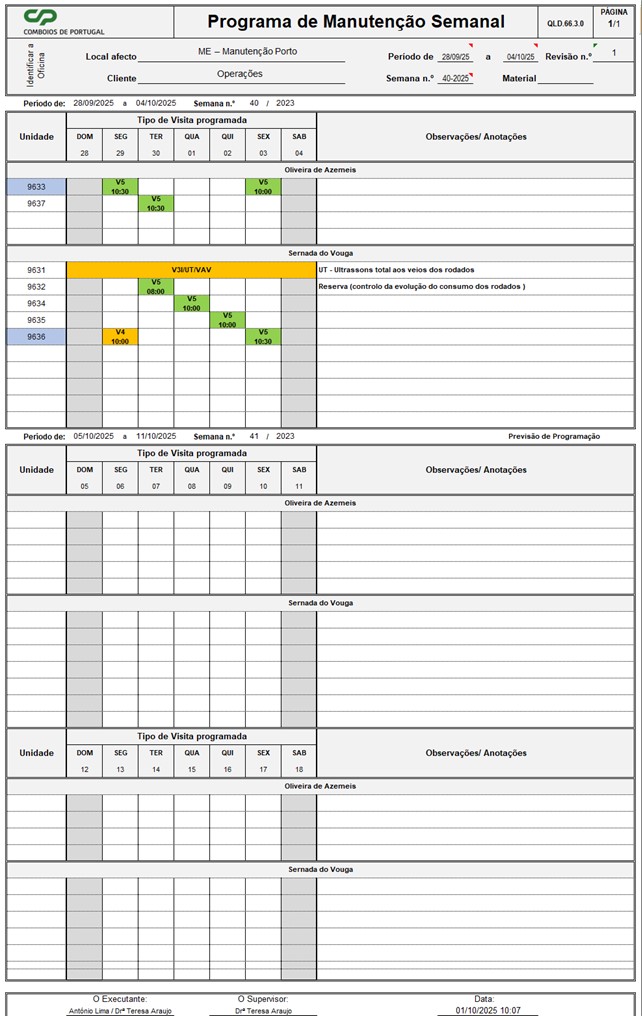 CP
COMBOIOS DE PORTUGAL
Programa de Manutenção Semanal
QLD.66.3.0
PÁGINA
1/1
Identificar a Oficina
Local afecto ME – Manutenção Porto
Periodo de 28/09/25 a 04/10/25 Revisão n.º 1
Cliente Operações
Semana n.º 40-2025 Material
Periodo de: 28/09/2025 a 04/10/2025 Semana n.º 40 / 2023
Unidade Tipo de Visita programada Observações/ Anotações
DOM SEG TER QUA QUI SEX SAB
28 29 30 01 02 03 04
Oliveira de Azemeis
9633 V5 10:30 V5 10:00
9637 V5 10:30
Sernada do Vouga
9631 V3I/UT/VAV UT - Ultrassons total aos veios dos rodados
9632 V5 08:00 Reserva (controlo da evolução do consumo dos rodados )
9634 V5 10:00
9635 V5 10:00
9636 V4 10:00 V5 10:30
Periodo de: 05/10/2025 a 11/10/2025 Semana n.º 41 / 2023 Previsão de Programação
Unidade Tipo de Visita programada Observações/ Anotações
DOM SEG TER QUA QUI SEX SAB
05 06 07 08 09 10 11
Oliveira de Azemeis
Sernada do Vouga
Unidade Tipo de Visita programada Observações/ Anotações
DOM SEG TER QUA QUI SEX SAB
12 13 14 15 16 17 18
Oliveira de Azemeis
Sernada do Vouga
O Executante: O Supervisor: Data:
António Lima / Drª Teresa Araujo Drª Teresa Araujo 01/10/2025 10:07